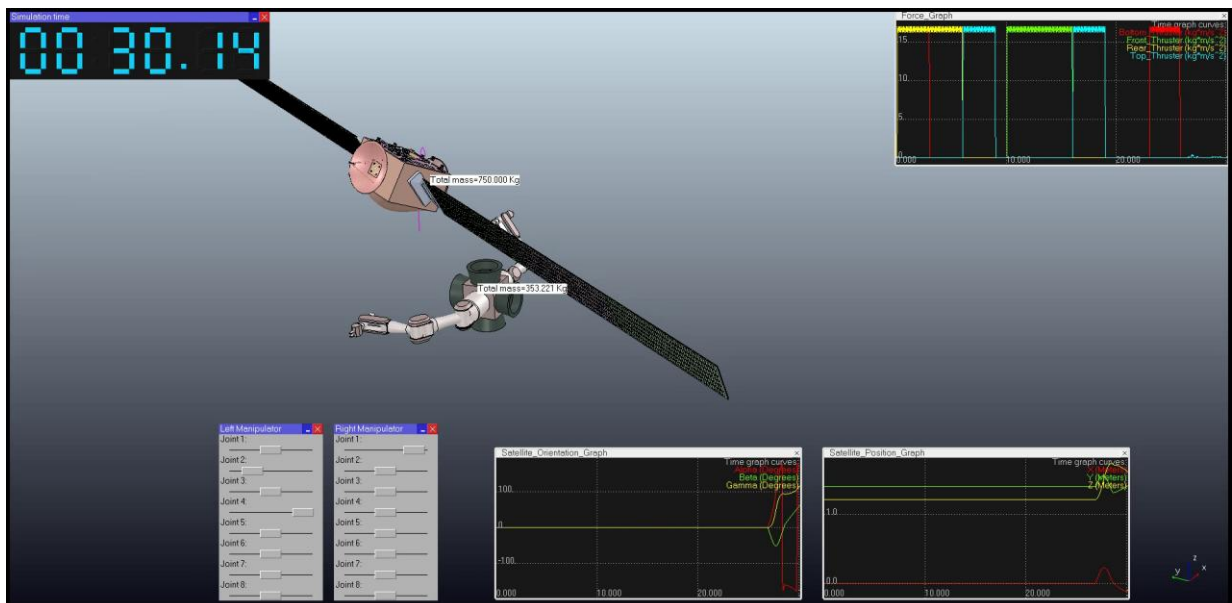 Simulation time
00 30.14
Force_Graph
Time graph curves:
Bottom
(kg*m/s^2)
Front_Thruster (kg*m/s^2)
Rear_Thruster (kg*m/s^2)
Top_Thruster (kg*m/s^2)
15.
10.
5.
0.
0.000 10.000 20.000
Total mass=750.000 Kg
Total mass=353.221 Kg
Left Manipulator
Joint 1:
Joint 2:
Joint 3:
Joint 4:
Joint 5:
Joint 6:
Joint 7:
Joint 8:
Right Manipulator
Joint 1:
Joint 2:
Joint 3:
Joint 4:
Joint 5:
Joint 6:
Joint 7:
Joint 8:
Satellite_Orientation_Graph
Time graph curves:
Alpha (Degrees)
Beta (Degrees)
Gamma (Degrees)
100.
0.
-100.
0.000 10.000 20.000
Satellite_Position_Graph
Time graph curves:
X (Meters)
Y (Meters)
Z (Meters)
1.0
0.0
0.000 10.000 20.000
z
y
x